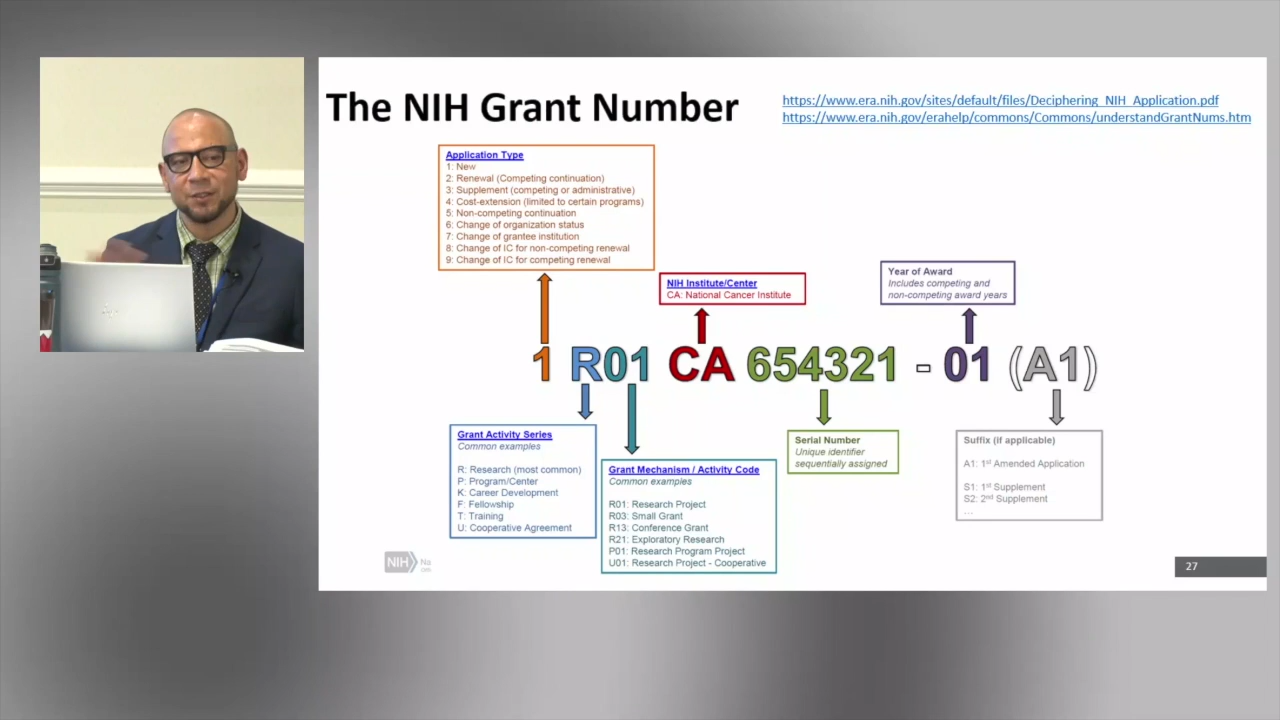 The NIH Grant Number
https://www.era.nih.gov/sites/default/files/Deciphering_NIH_Application.pdf
https://www.era.nih.gov/erahelp/commons/Commons/understandGrantNums.htm
Application Type
1: New
2: Renewal (Competing continuation)
3: Supplement (competing or administrative)
4: Cost-extension (limited to certain programs)
5: Non-competing continuation
6: Change of organization status
7: Change of grantee institution
8: Change of IC for non-competing renewal
9: Change of IC for competing renewal
NIH Institute/Center
CA: National Cancer Institute
Year of Award
Includes competing and
non-competing award years
1 R01 CA 654321 - 01 (A1)
Grant Activity Series
Common examples
R: Research (most common)
P: Program/Center
K: Career Development
F: Fellowship
T: Training
U: Cooperative Agreement
Grant Mechanism / Activity Code
Common examples
R01: Research Project
R03: Small Grant
R13: Conference Grant
R21: Exploratory Research
P01: Research Program Project
U01: Research Project - Cooperative
Serial Number
Unique identifier
sequentially assigned
Suffix (if applicable)
A1: 1st Amended Application
S1: 1st Supplement
S2: 2nd Supplement
...
NIH
27